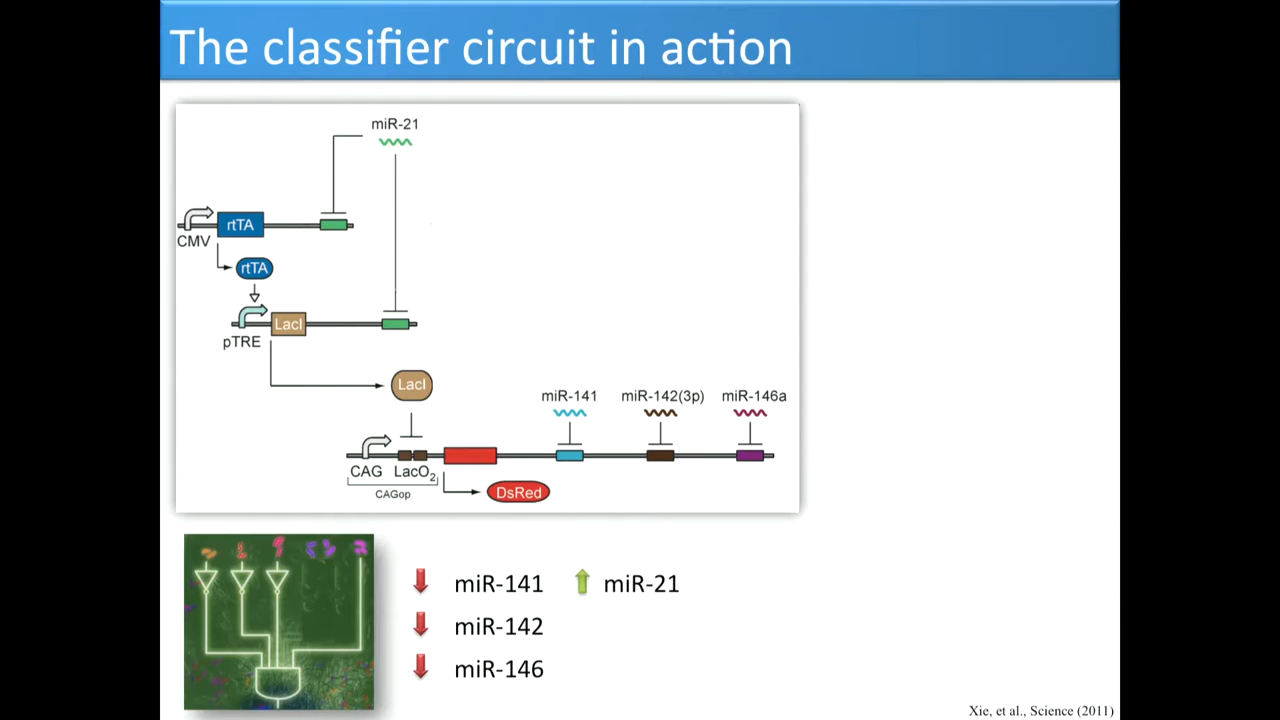 The classifier circuit in action
miR-21
rtTA
CMV
rtTA
LacI
pTRE
LacI
miR-141 miR-142(3p) miR-146a
CAG LacO2
CAGop
DsRed
miR-141 miR-21
miR-142
miR-146
Xie, et al., Science (2011)